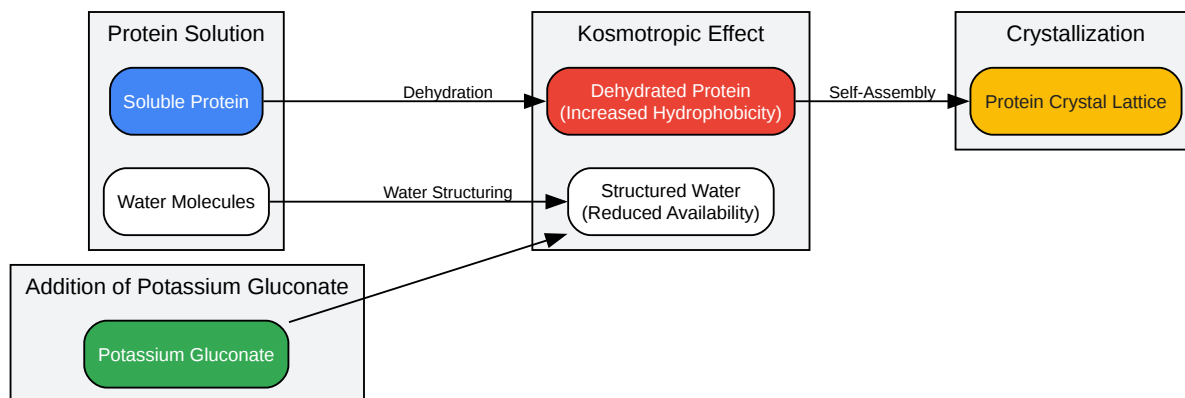 Protein Solution
Soluble Protein
Water Molecules
Addition of Potassium Gluconate
Potassium Gluconate
Dehydration
Water Structuring
Kosmotropic Effect
Dehydrated Protein
(Increased Hydrophobicity)
Structured Water
(Reduced Availability)
Self-Assembly
Crystallization
Protein Crystal Lattice